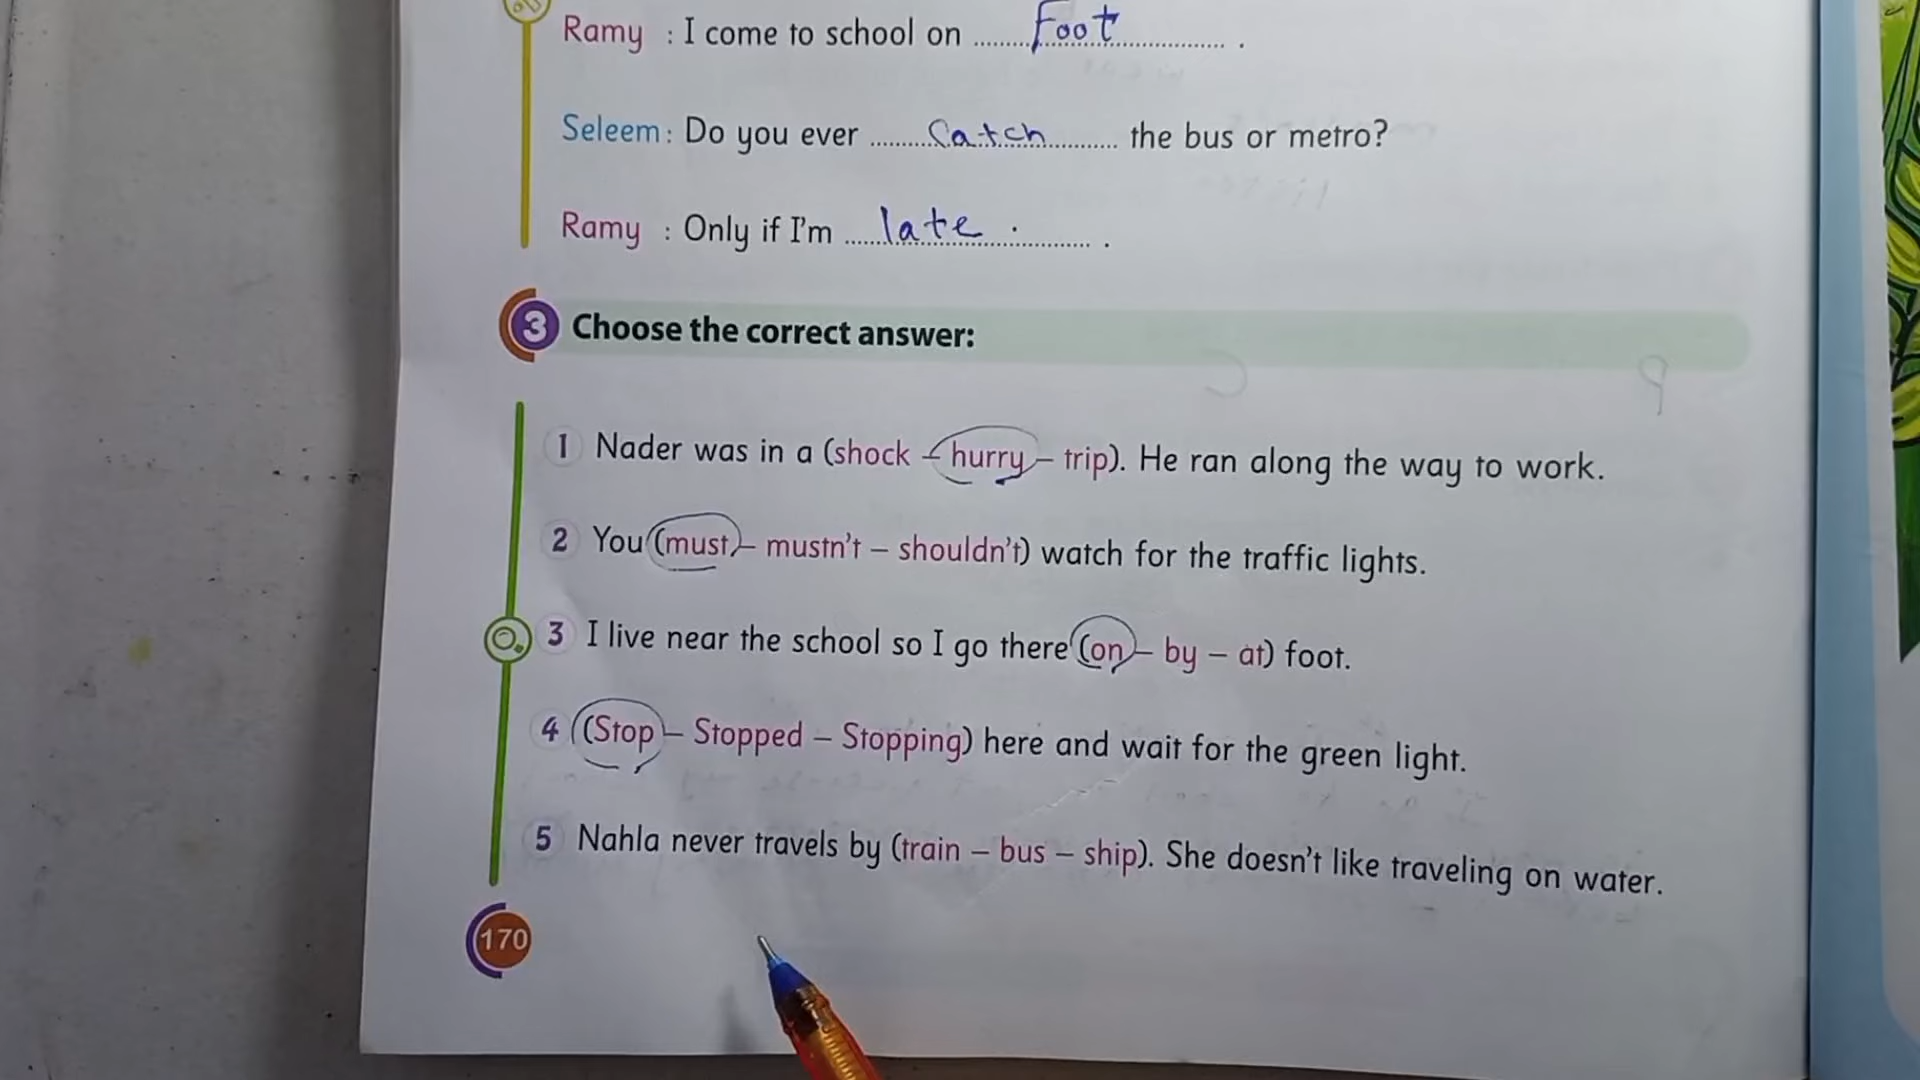 Ramy : I come to school on ........Foot.................. .
Seleem : Do you ever ..........Catch............ the bus or metro?
Ramy : Only if I'm ......late .................. .
3 Choose the correct answer:
1 Nader was in a (shock – hurry – trip). He ran along the way to work.
2 You (must – mustn't – shouldn't) watch for the traffic lights.
3 I live near the school so I go there (on – by – at) foot.
4 (Stop – Stopped – Stopping) here and wait for the green light.
5 Nahla never travels by (train – bus – ship). She doesn't like traveling on water.
170